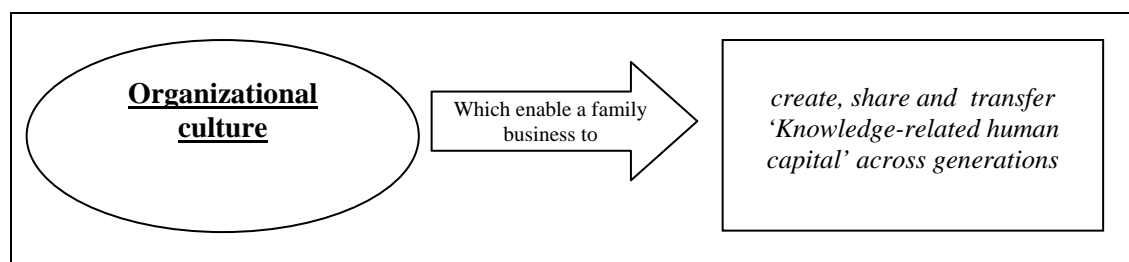 Organizational
culture
Which enable a family
business to
create, share and transfer
‘Knowledge-related human
capital’ across generations